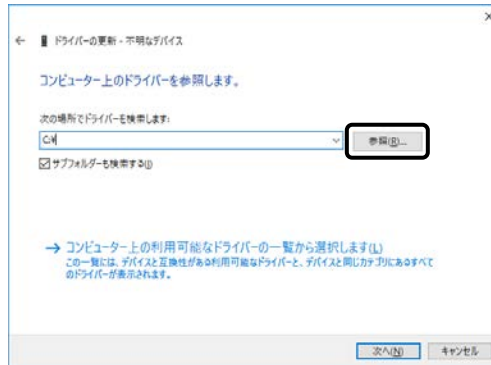 ドライバーの更新 - 不明なデバイス
コンピューター上のドライバーを参照します。
次の場所でドライバーを検索します:
C:¥
参照(R)...
サブフォルダーも検索する(I)
→ コンピューター上の利用可能なドライバーの一覧から選択します(L)
この一覧には、デバイスと互換性がある利用可能なドライバーと、デバイスと同じカテゴリにあるすべて
のドライバーが表示されます。
次へ(N) キャンセル